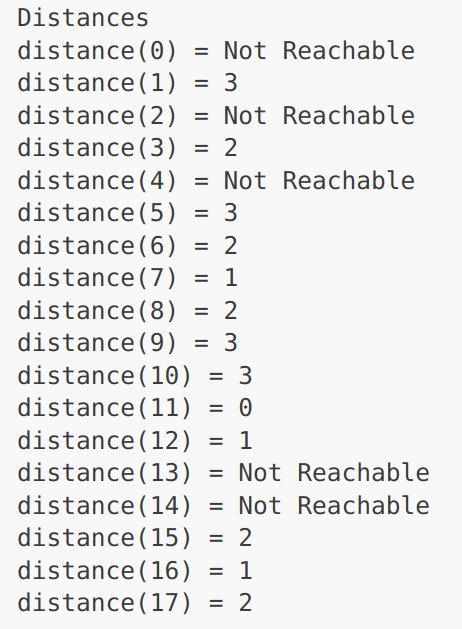 Distances
distance(0) = Not Reachable
distance(1) = 3
distance(2) = Not Reachable
distance(3) = 2
distance(4) = Not Reachable
distance(5) = 3
distance(6) = 2
distance(7) = 1
distance(8) = 2
distance(9) = 3
distance(10) = 3
distance(11) = 0
distance(12) = 1
distance(13) = Not Reachable
distance(14) = Not Reachable
distance(15) = 2
distance(16) = 1
distance(17) = 2